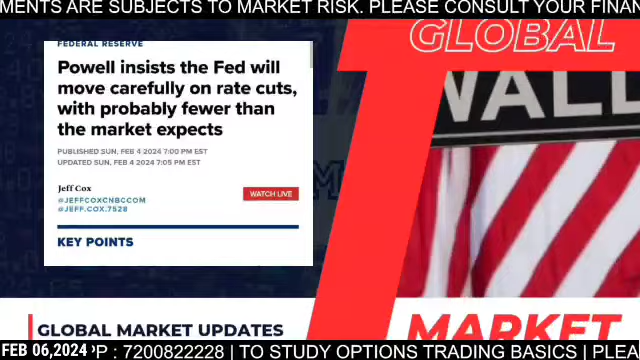 MENTS ARE SUBJECTS TO MARKET RISK. PLEASE CONSULT YOUR FINAN
GLOBAL
FEDERAL RESERVE
Powell insists the Fed will
move carefully on rate cuts,
with probably fewer than
the market expects
PUBLISHED SUN, FEB 4 2024 7:00 PM EST
UPDATED SUN, FEB 4 2024 7:05 PM EST
Jeff Cox
@JEFFCOXCNBCCOM
@JEFF.COX.7528
WATCH LIVE
KEY POINTS
WALL
GLOBAL MARKET UPDATES
MARKET
FEB 06,2024 P : 7200822228 | TO STUDY OPTIONS TRADING BASICS | PLEA